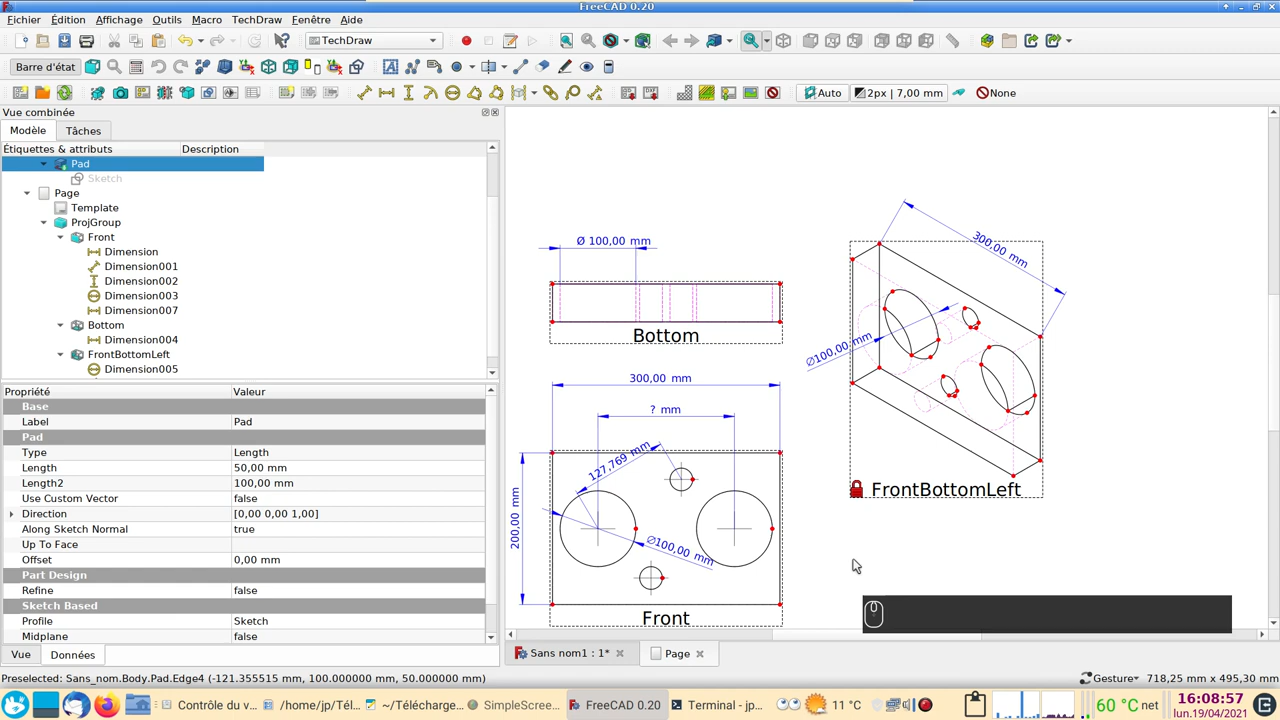 FreeCAD 0.20
Fichier Édition Affichage Outils Macro TechDraw Fenêtre Aide
TechDraw
Barre d'état
Auto 2px | 7,00 mm None
Vue combinée
Modèle Tâches
Étiquettes & attributs Description
Pad
Sketch
Page
Template
ProjGroup
Front
Dimension
Dimension001
Dimension002
Dimension003
Dimension007
Bottom
Dimension004
FrontBottomLeft
Dimension005
Propriété Valeur
Base
Label Pad
Pad
Type Length
Length 50,00 mm
Length2 100,00 mm
Use Custom Vector false
Direction [0,00 0,00 1,00]
Along Sketch Normal true
Up To Face
Offset 0,00 mm
Part Design
Refine false
Sketch Based
Profile Sketch
Midplane false
Vue Données
Ø 100,00 mm
Bottom
300,00 mm
? mm
127,769 mm
200,00 mm
∅100,00 mm
Front
300,00 mm
∅100,00 mm
FrontBottomLeft
Sans nom1 : 1* Page
Preselected: Sans_nom.Body.Pad.Edge4 (-121.355515 mm, 100.000000 mm, 50.000000 mm) Gesture 718,25 mm x 495,30 mm
Contrôle du v... /home/jp/Tél... ~/Télécharge... SimpleScree... FreeCAD 0.20 Terminal - jp... 11 °C 60 °C net 16:08:57
lun.19/04/2021